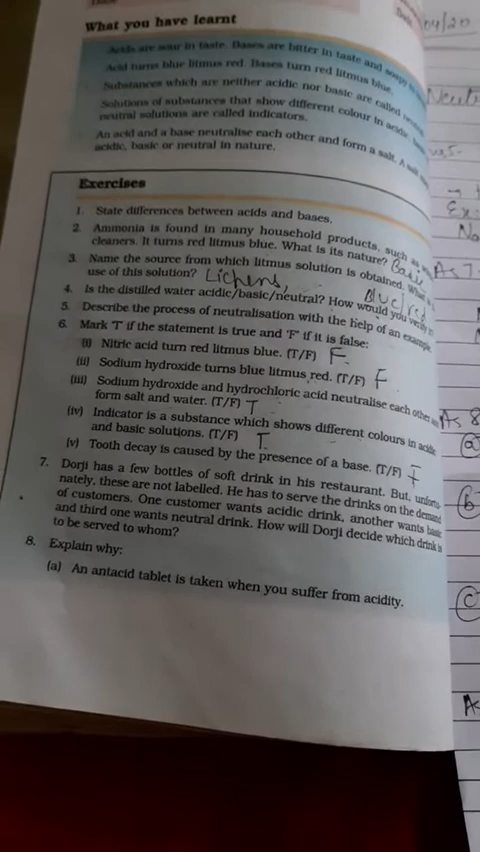 What you have learnt
Acids are sour in taste. Bases are bitter in taste and soapy
Acid turns blue litmus red. Bases turn red litmus blue.
Substances which are neither acidic nor basic are called
Solutions of substances that show different colour in acidic,
neutral solutions are called indicators.
An acid and a base neutralise each other and form a salt. A salt
acidic, basic or neutral in nature.
Exercises
1. State differences between acids and bases.
2. Ammonia is found in many household products, such as
cleaners. It turns red litmus blue. What is its nature? Basic
3. Name the source from which litmus solution is obtained. What is
use of this solution? Lichens, Blue/red
4. Is the distilled water acidic/basic/neutral? How would you verify
5. Describe the process of neutralisation with the help of an example.
6. Mark 'T' if the statement is true and 'F' if it is false:
(i) Nitric acid turn red litmus blue. (T/F) F
(ii) Sodium hydroxide turns blue litmus red. (T/F) F
(iii) Sodium hydroxide and hydrochloric acid neutralise each other
form salt and water. (T/F) T
(iv) Indicator is a substance which shows different colours in acidic
and basic solutions. (T/F) T
(v) Tooth decay is caused by the presence of a base. (T/F) F
7. Dorji has a few bottles of soft drink in his restaurant. But, unfortu-
nately, these are not labelled. He has to serve the drinks on the demand
of customers. One customer wants acidic drink, another wants basic
and third one wants neutral drink. How will Dorji decide which drink is
to be served to whom?
8. Explain why:
(a) An antacid tablet is taken when you suffer from acidity.
Ex:
No
As 7
As 8
(a)
(b)
(c)
As